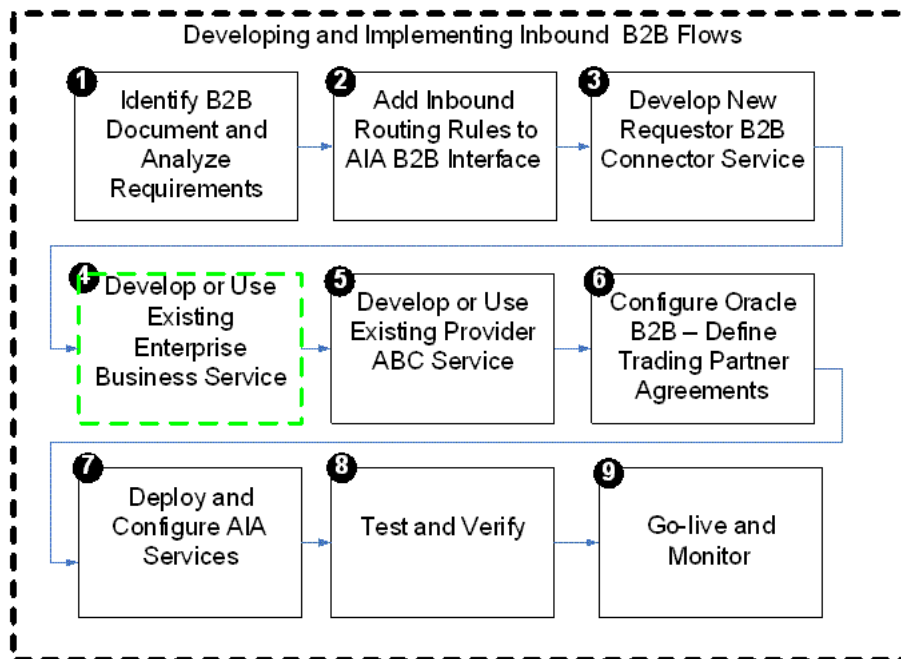 Developing and Implementing Inbound B2B Flows
1
Identify B2B
Document and
Analyze
Requirements
2
Add Inbound
Routing Rules to
AIA B2B Interface
3
Develop New
Requestor B2B
Connector Service
4
Develop or Use
Existing
Enterprise
Business Service
5
Develop or Use
Existing Provider
ABC Service
6
Configure Oracle
B2B – Define
Trading Partner
Agreements
7
Deploy and
Configure AIA
Services
8
Test and Verify
9
Go-live and
Monitor